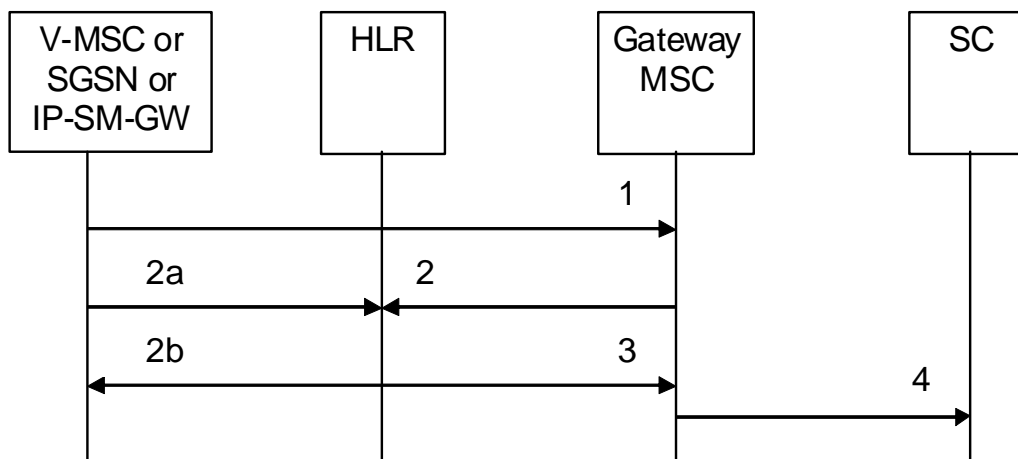 V-MSC or
SGSN or
IP-SM-GW
HLR
Gateway
MSC
SC
1
2a
2
2b
3
4